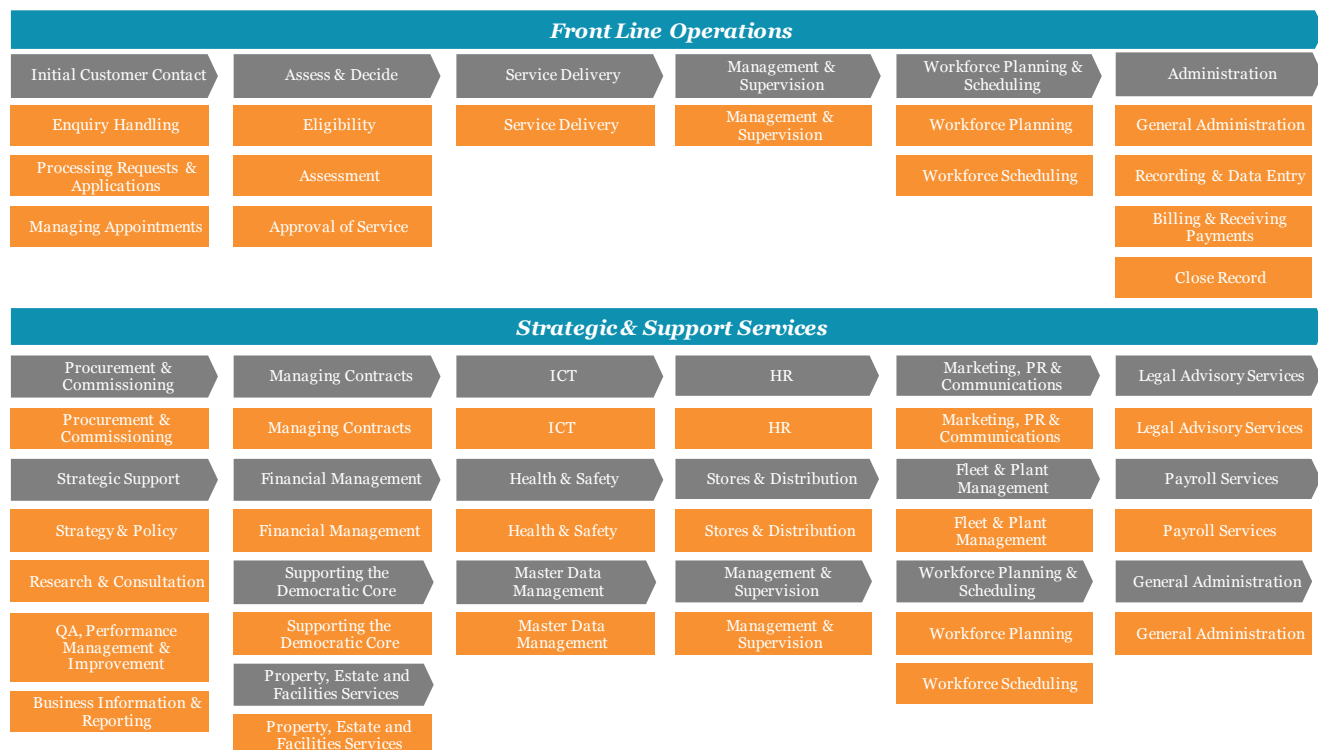 Front Line Operations
Initial Customer Contact
Assess & Decide
Service Delivery
Management &
Supervision
Workforce Planning &
Scheduling
Administration
Enquiry Handling
Eligibility
Service Delivery
Management &
Supervision
Workforce Planning
General Administration
Processing Requests &
Applications
Assessment
Workforce Scheduling
Recording & Data Entry
Managing Appointments
Approval of Service
Billing & Receiving
Payments
Close Record
Strategic & Support Services
Procurement &
Commissioning
Managing Contracts
ICT
HR
Marketing, PR &
Communications
Legal Advisory Services
Procurement &
Commissioning
Managing Contracts
ICT
HR
Marketing, PR &
Communications
Legal Advisory Services
Strategic Support
Financial Management
Health & Safety
Stores & Distribution
Fleet & Plant
Management
Payroll Services
Strategy & Policy
Financial Management
Health & Safety
Stores & Distribution
Fleet & Plant
Management
Payroll Services
Research & Consultation
Supporting the
Democratic Core
Master Data
Management
Management &
Supervision
Workforce Planning &
Scheduling
General Administration
QA, Performance
Management &
Improvement
Supporting the
Democratic Core
Master Data
Management
Management &
Supervision
Workforce Planning
General Administration
Property, Estate and
Facilities Services
Workforce Scheduling
Business Information &
Reporting
Property, Estate and
Facilities Services